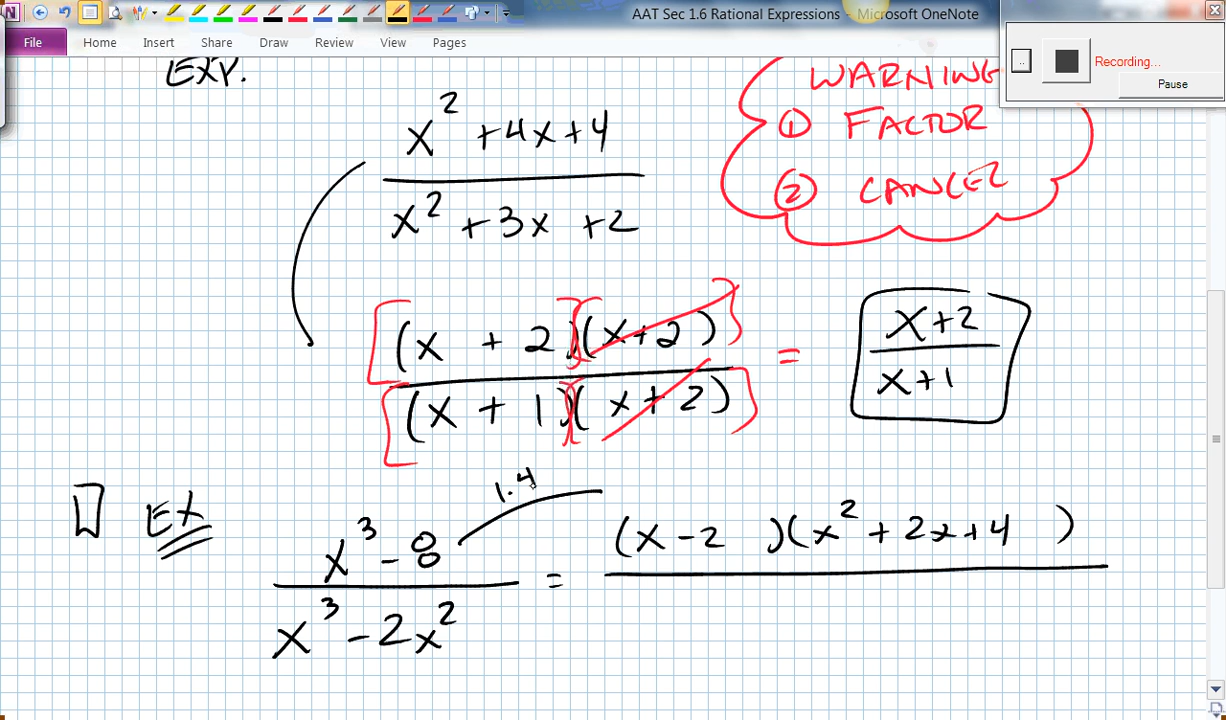 AAT Sec 1.6 Rational Expressions - Microsoft OneNote
File Home Insert Share Draw Review View Pages
Recording...
Pause
EXP.
WARNING
① FACTOR
② CANCEL
x² + 4x + 4
x² + 3x + 2
(x + 2)(x + 2) = x + 2
(x + 1)(x + 2) x + 1
EX
1.4
x³ - 8 = (x - 2 )(x² + 2x + 4 )
x³ - 2x²